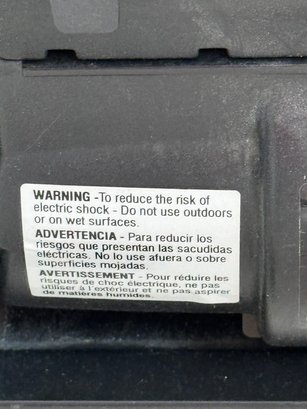 WARNING -To reduce the risk of
electric shock - Do not use outdoors
or on wet surfaces.
ADVERTENCIA - Para reducir los
riesgos que presentan las sacudidas
eléctricas. No lo use afuera o sobre
superficies mojadas.
AVERTISSEMENT - Pour réduire les
risques de choc électrique, ne pas
utiliser à l'extérieur et ne pas aspirer
de matières humides.